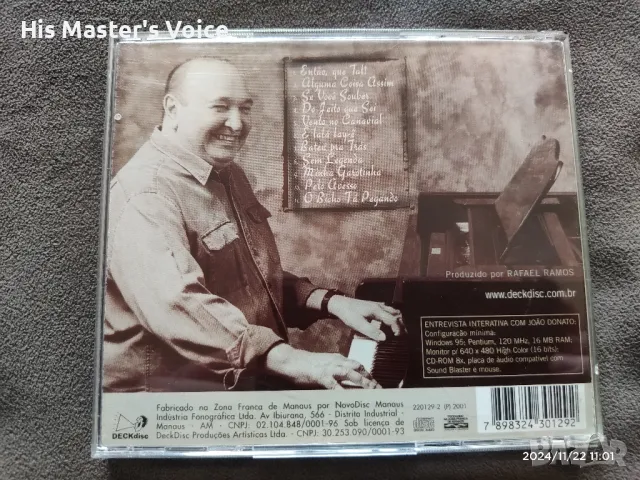 His Master's Voice
Então, que Tal?
Alguma Coisa Assim
Se Você Souber
Do Jeito que Sei
Vento no Canavial
E lalá layê
Bateu pra Trás
Sem Legenda
Minha Garotinha
Pelo Avesso
O Bicho Tá Pegando
Produzido por RAFAEL RAMOS
www.deckdisc.com.br
ENTREVISTA INTERATIVA COM JOÃO DONATO:
Configuração mínima:
Windows 95; Pentium, 120 MHz, 16 MB RAM;
Monitor p/ 640 x 480 High Color (16 bits);
CD-ROM 8x, placa de áudio compatível com
Sound Blaster e mouse.
DECKdisc
Fabricado na Zona Franca de Manaus por NovoDisc Manaus
Indústria Fonográfica Ltda. Av Ibiurana, 566 - Distrito Industrial -
Manaus - AM - CNPJ: 02.104.848/0001-96 Sob licença de
DeckDisc Produções Artísticas Ltda. - CNPJ: 30.253.090/0001-93
220129-2 (P) 2001
7 898324 301292
2024/11/22 11:01